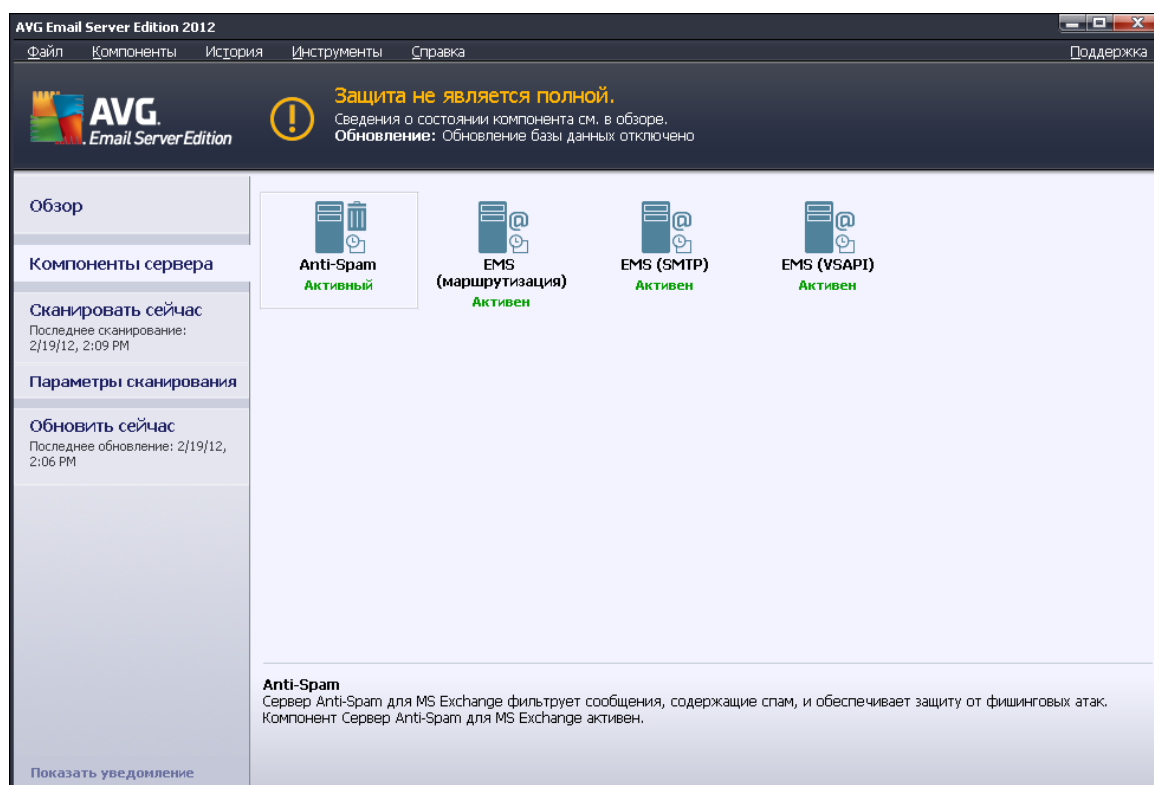 AVG Email Server Edition 2012
Файл Компоненты История Инструменты Справка Поддержка
AVG.
Email Server Edition
Защита не является полной.
Сведения о состоянии компонента см. в обзоре.
Обновление: Обновление базы данных отключено
Обзор
Компоненты сервера
Сканировать сейчас
Последнее сканирование:
2/19/12, 2:09 PM
Параметры сканирования
Обновить сейчас
Последнее обновление: 2/19/12,
2:06 PM
Показать уведомление
Anti-Spam
Активный
EMS
(маршрутизация)
Активен
EMS (SMTP)
Активен
EMS (VSAPI)
Активен
Anti-Spam
Сервер Anti-Spam для MS Exchange фильтрует сообщения, содержащие спам, и обеспечивает защиту от фишинговых атак.
Компонент Сервер Anti-Spam для MS Exchange активен.